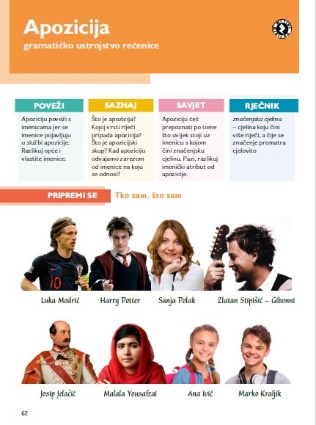 Apozicija
gramatičko ustrojstvo rečenice
POVEŽI
Apoziciju poveži s
imenicama jer se
imenice pojavljuju
u službi apozicije.
Razlikuj opće i
vlastite imenice.
SAZNAJ
Što je apozicija?
Kojoj vrsti riječi
pripada apozicija?
Što je apozicijski
skup? Kad apoziciju
odvajamo zarezom
od imenice na koju
se odnosi?
SAVJET
Apoziciju ćeš
prepoznati po tome
što uvijek stoji uz
imenicu s kojom
čini značenjsku
cjelinu. Pazi, razlikuj
imenički atribut od
apozicije.
RJEČNIK
značenjska cjelina
– cjelina koju čini
više riječi, a čije se
značenje promatra
cjelovito
PRIPREMI SE
Tko sam, što sam
Luka Modrić
Harry Potter
Sanja Polak
Zlatan Stipišić – Gibonni
Josip Jelačić
Malala Yousafzai
Ana Ivić
Marko Kraljik
62